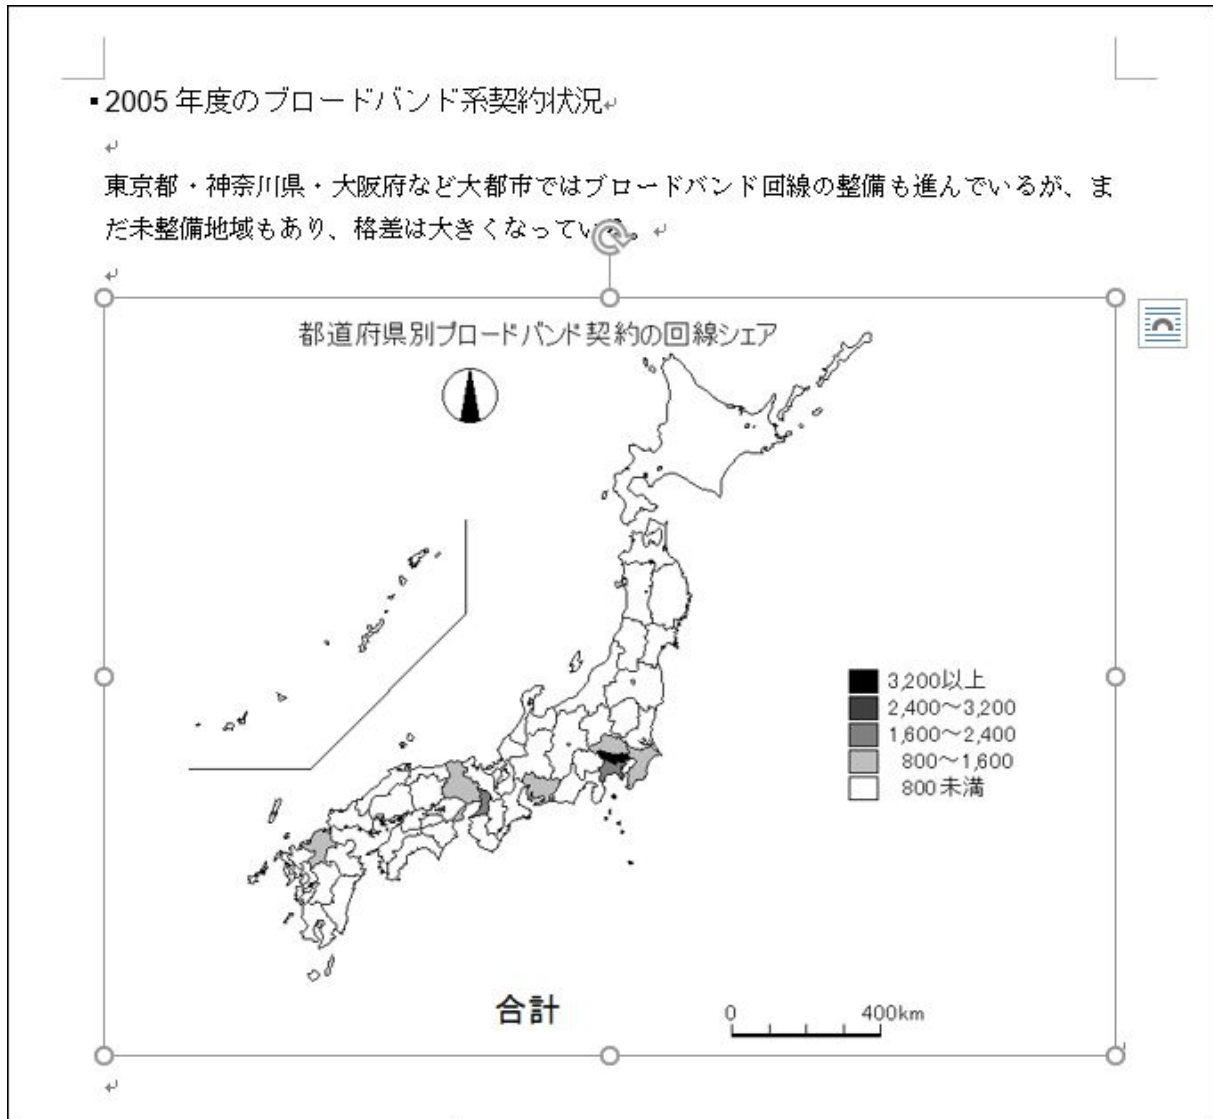 2005 年度のブロードバンド系契約状況
東京都・神奈川県・大阪府など大都市ではブロードバンド回線の整備も進んでいるが、ま
だ未整備地域もあり、格差は大きくなっている。
都道府県別ブロードバンド契約の回線シェア
3,200以上
2,400～3,200
1,600～2,400
800～1,600
800未満
合計
0 400km